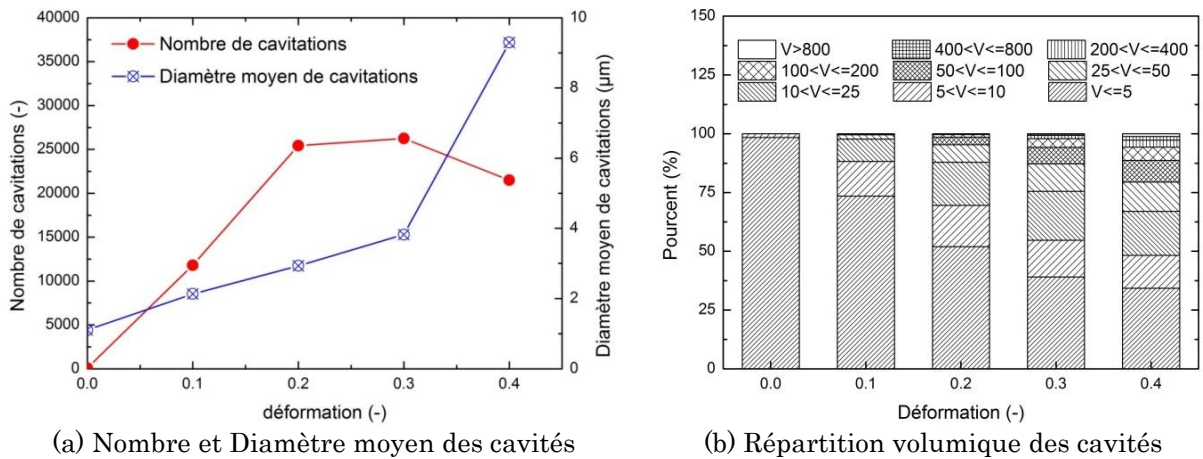 40000
35000
30000
25000
20000
15000
10000
5000
0
Nombre de cavitations (-)
Nombre de cavitations
Diamètre moyen de cavitations
10
8
6
4
2
0
Diamètre moyen de cavitations (µm)
0.0 0.1 0.2 0.3 0.4
déformation (-)
(a) Nombre et Diamètre moyen des cavités
150
125
100
75
50
25
0
Pourcent (%)
V>800 400<V<=800 200<V<=400
100<V<=200 50<V<=100 25<V<=50
10<V<=25 5<V<=10 V<=5
0.0 0.1 0.2 0.3 0.4
Déformation (-)
(b) Répartition volumique des cavités